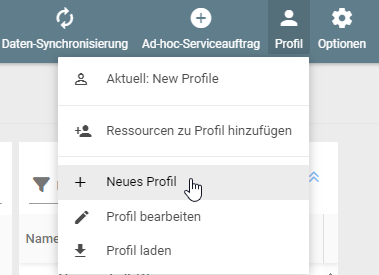 Daten-Synchronisierung Ad-hoc-Serviceauftrag Profil Optionen
Aktuell: New Profile
Ressourcen zu Profil hinzufügen
Neues Profil
Profil bearbeiten
Name
Profil laden